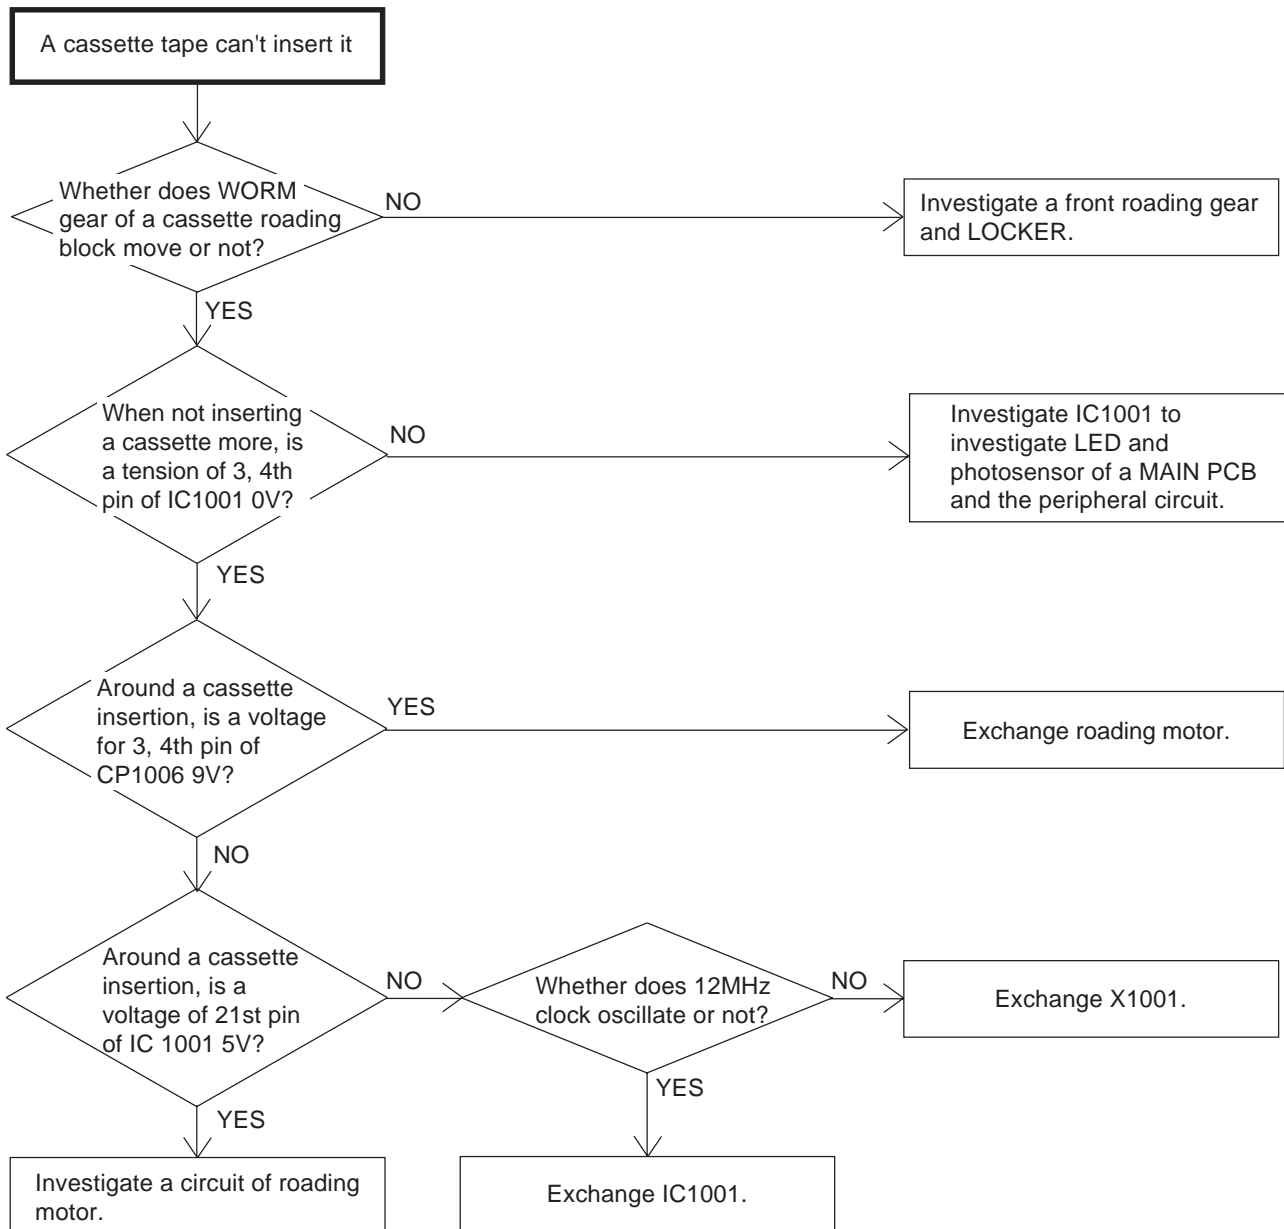 A cassette tape can't insert it
Whether does WORM
gear of a cassette roading
block move or not?
NO
Investigate a front roading gear
and LOCKER.
YES
When not inserting
a cassette more, is
a tension of 3, 4th
pin of IC1001 0V?
NO
Investigate IC1001 to
investigate LED and
photosensor of a MAIN PCB
and the peripheral circuit.
YES
Around a cassette
insertion, is a voltage
for 3, 4th pin of
CP1006 9V?
YES
Exchange roading motor.
NO
Around a cassette
insertion, is a
voltage of 21st pin
of IC 1001 5V?
NO
Whether does 12MHz
clock oscillate or not?
NO
Exchange X1001.
YES
YES
Investigate a circuit of roading
motor.
Exchange IC1001.